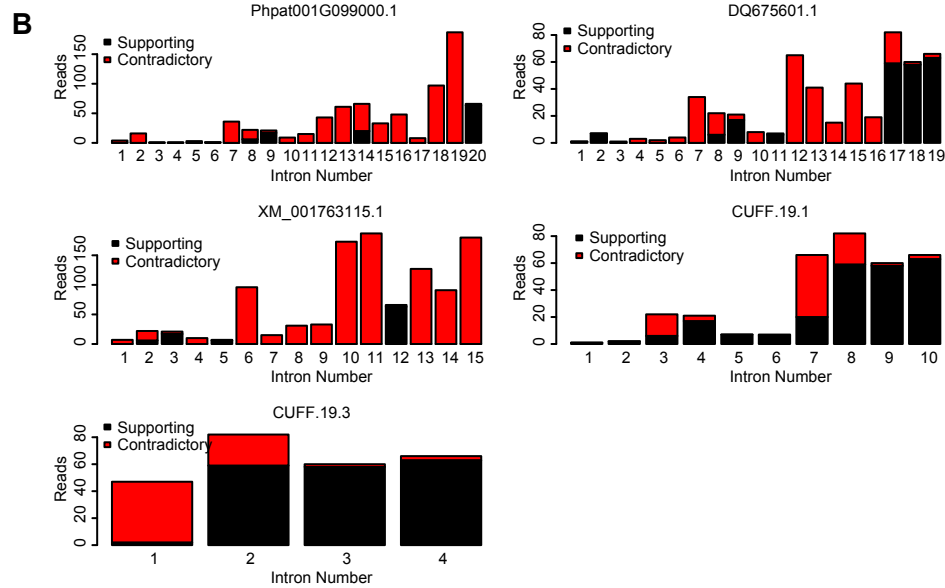 B
Phpat001G099000.1
Supporting
Contradictory
Reads
0 50 100 150
1 2 3 4 5 6 7 8 9 10 11 12 13 14 15 16 17 18 19 20
Intron Number
DQ675601.1
Supporting
Contradictory
Reads
0 20 40 60 80
1 2 3 4 5 6 7 8 9 10 11 12 13 14 15 16 17 18 19
Intron Number
XM_001763115.1
Supporting
Contradictory
Reads
0 50 100 150
1 2 3 4 5 6 7 8 9 10 11 12 13 14 15
Intron Number
CUFF.19.1
Supporting
Contradictory
Reads
0 20 40 60 80
1 2 3 4 5 6 7 8 9 10
Intron Number
CUFF.19.3
Supporting
Contradictory
Reads
0 20 40 60 80
1 2 3 4
Intron Number